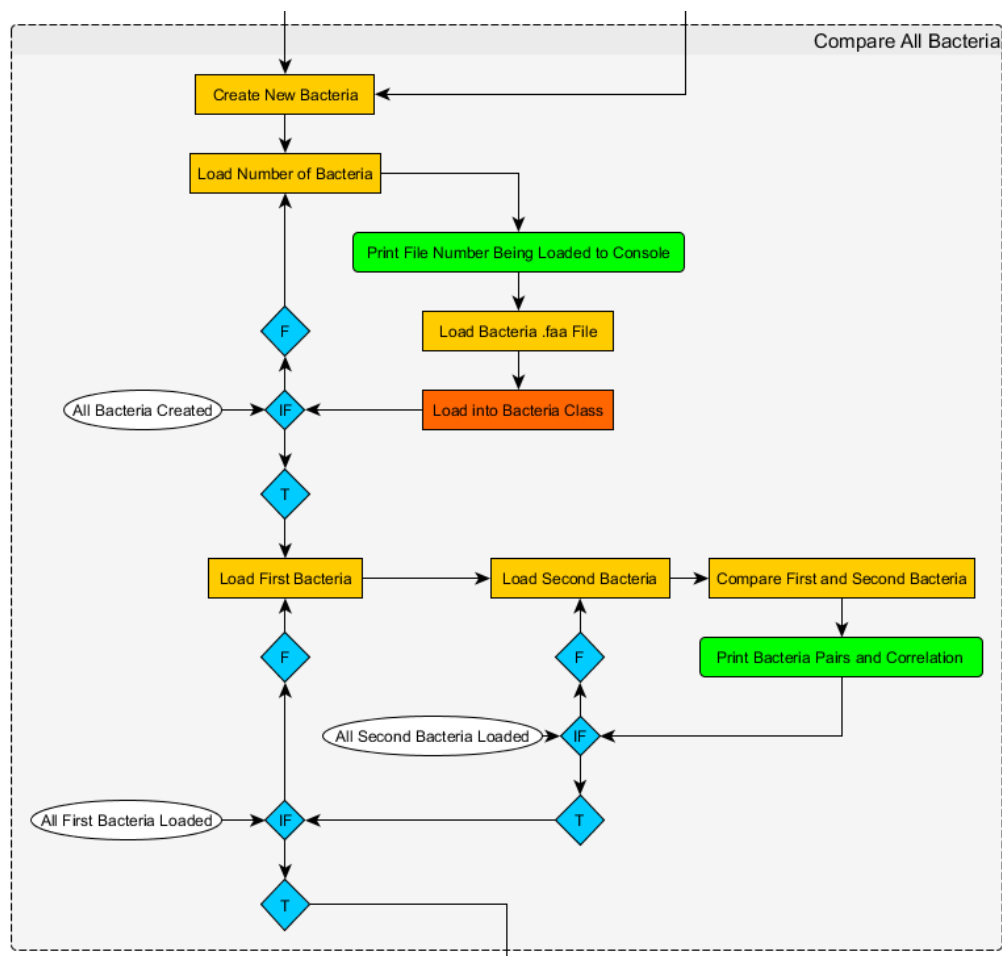 Compare All Bacteria
Create New Bacteria
Load Number of Bacteria
Print File Number Being Loaded to Console
F
Load Bacteria .faa File
All Bacteria Created
IF
Load into Bacteria Class
T
Load First Bacteria
Load Second Bacteria
Compare First and Second Bacteria
F
F
Print Bacteria Pairs and Correlation
All Second Bacteria Loaded
IF
All First Bacteria Loaded
IF
T
T